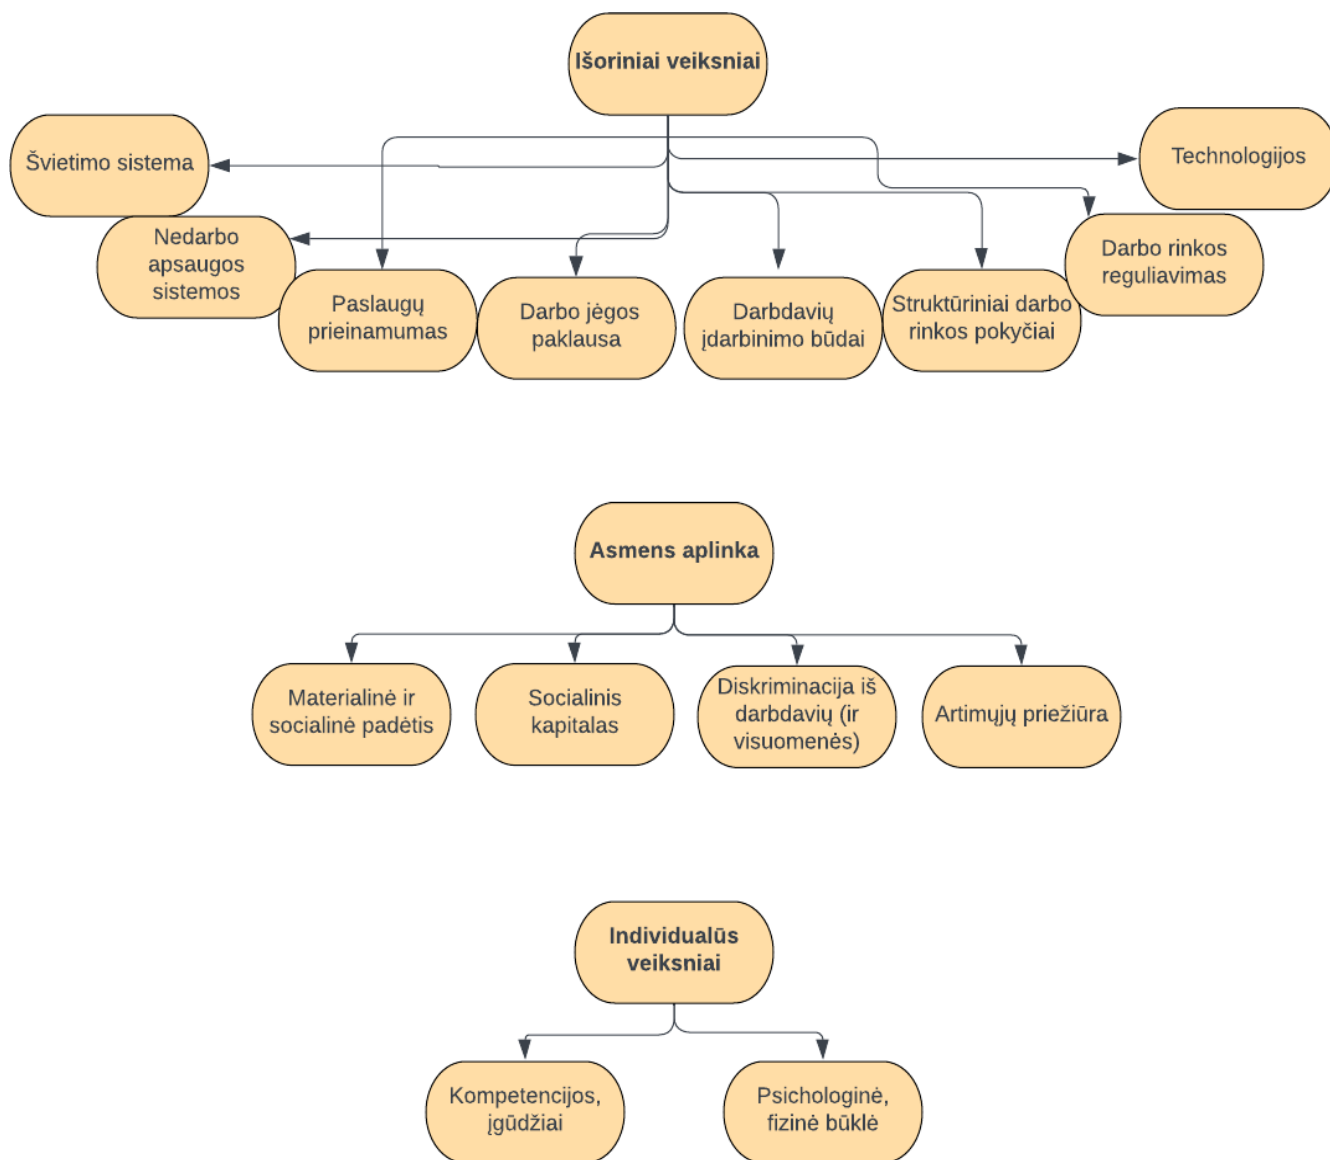 Išoriniai veiksniai
Švietimo sistema
Technologijos
Nedarbo
apsaugos
sistemos
Paslaugų
prieinamumas
Darbo jėgos
paklausa
Darbdavių
įdarbinimo būdai
Struktūriniai darbo
rinkos pokyčiai
Darbo rinkos
reguliavimas
Asmens aplinka
Materialinė ir
socialinė padėtis
Socialinis
kapitalas
Diskriminacija iš
darbdavių (ir
visuomenės)
Artimųjų priežiūra
Individualūs
veiksniai
Kompetencijos,
įgūdžiai
Psichologinė,
fizinė būklė